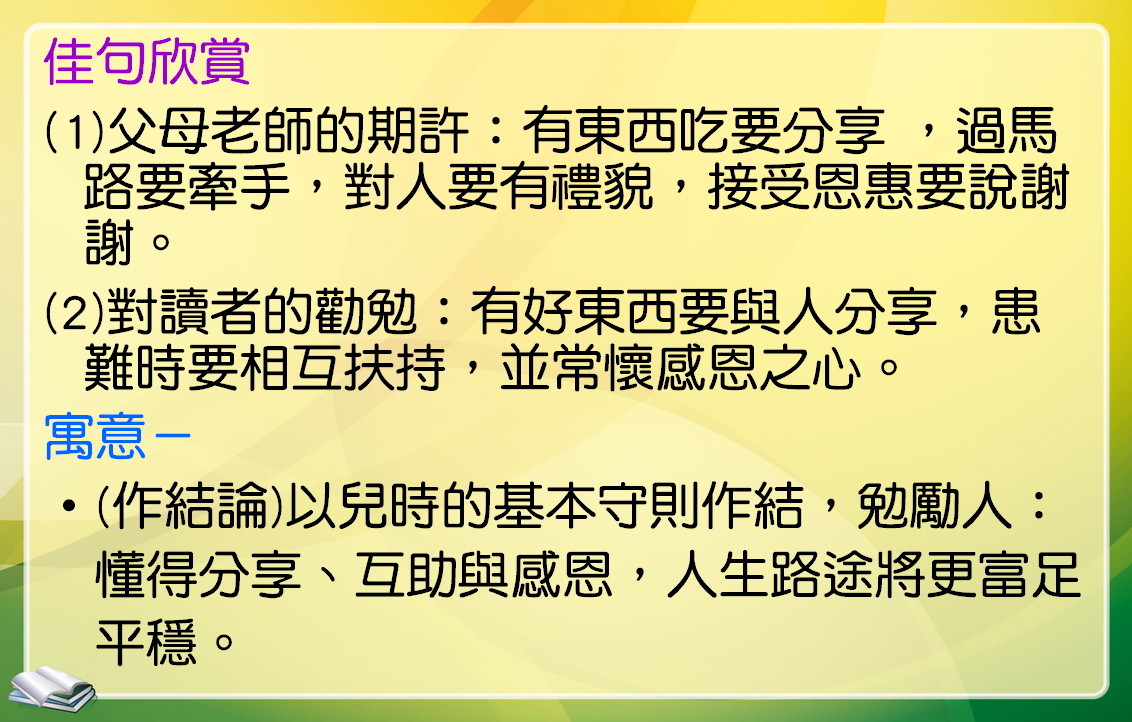 佳句欣賞
(1)父母老師的期許：有東西吃要分享 ，過馬
路要牽手，對人要有禮貌，接受恩惠要說謝
謝。
(2)對讀者的勸勉：有好東西要與人分享，患
難時要相互扶持，並常懷感恩之心。
寓意－
•(作結論)以兒時的基本守則作結，勉勵人：
懂得分享、互助與感恩，人生路途將更富足
平穩。